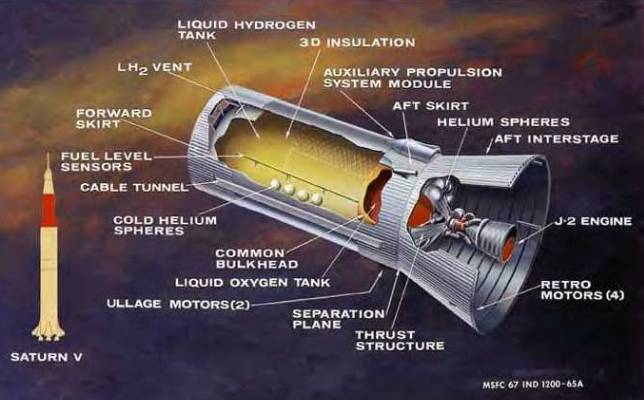 LIQUID HYDROGEN
TANK
3D INSULATION
LH2 VENT
AUXILIARY PROPULSION
SYSTEM MODULE
AFT SKIRT
FORWARD
SKIRT
HELIUM SPHERES
AFT INTERSTAGE
FUEL LEVEL
SENSORS
CABLE TUNNEL
COLD HELIUM
SPHERES
J-2 ENGINE
COMMON
BULKHEAD
LIQUID OXYGEN TANK
RETRO
MOTORS (4)
ULLAGE MOTORS (2)
SEPARATION
PLANE
THRUST
STRUCTURE
SATURN V
MSFC 67 IND 1200-65A